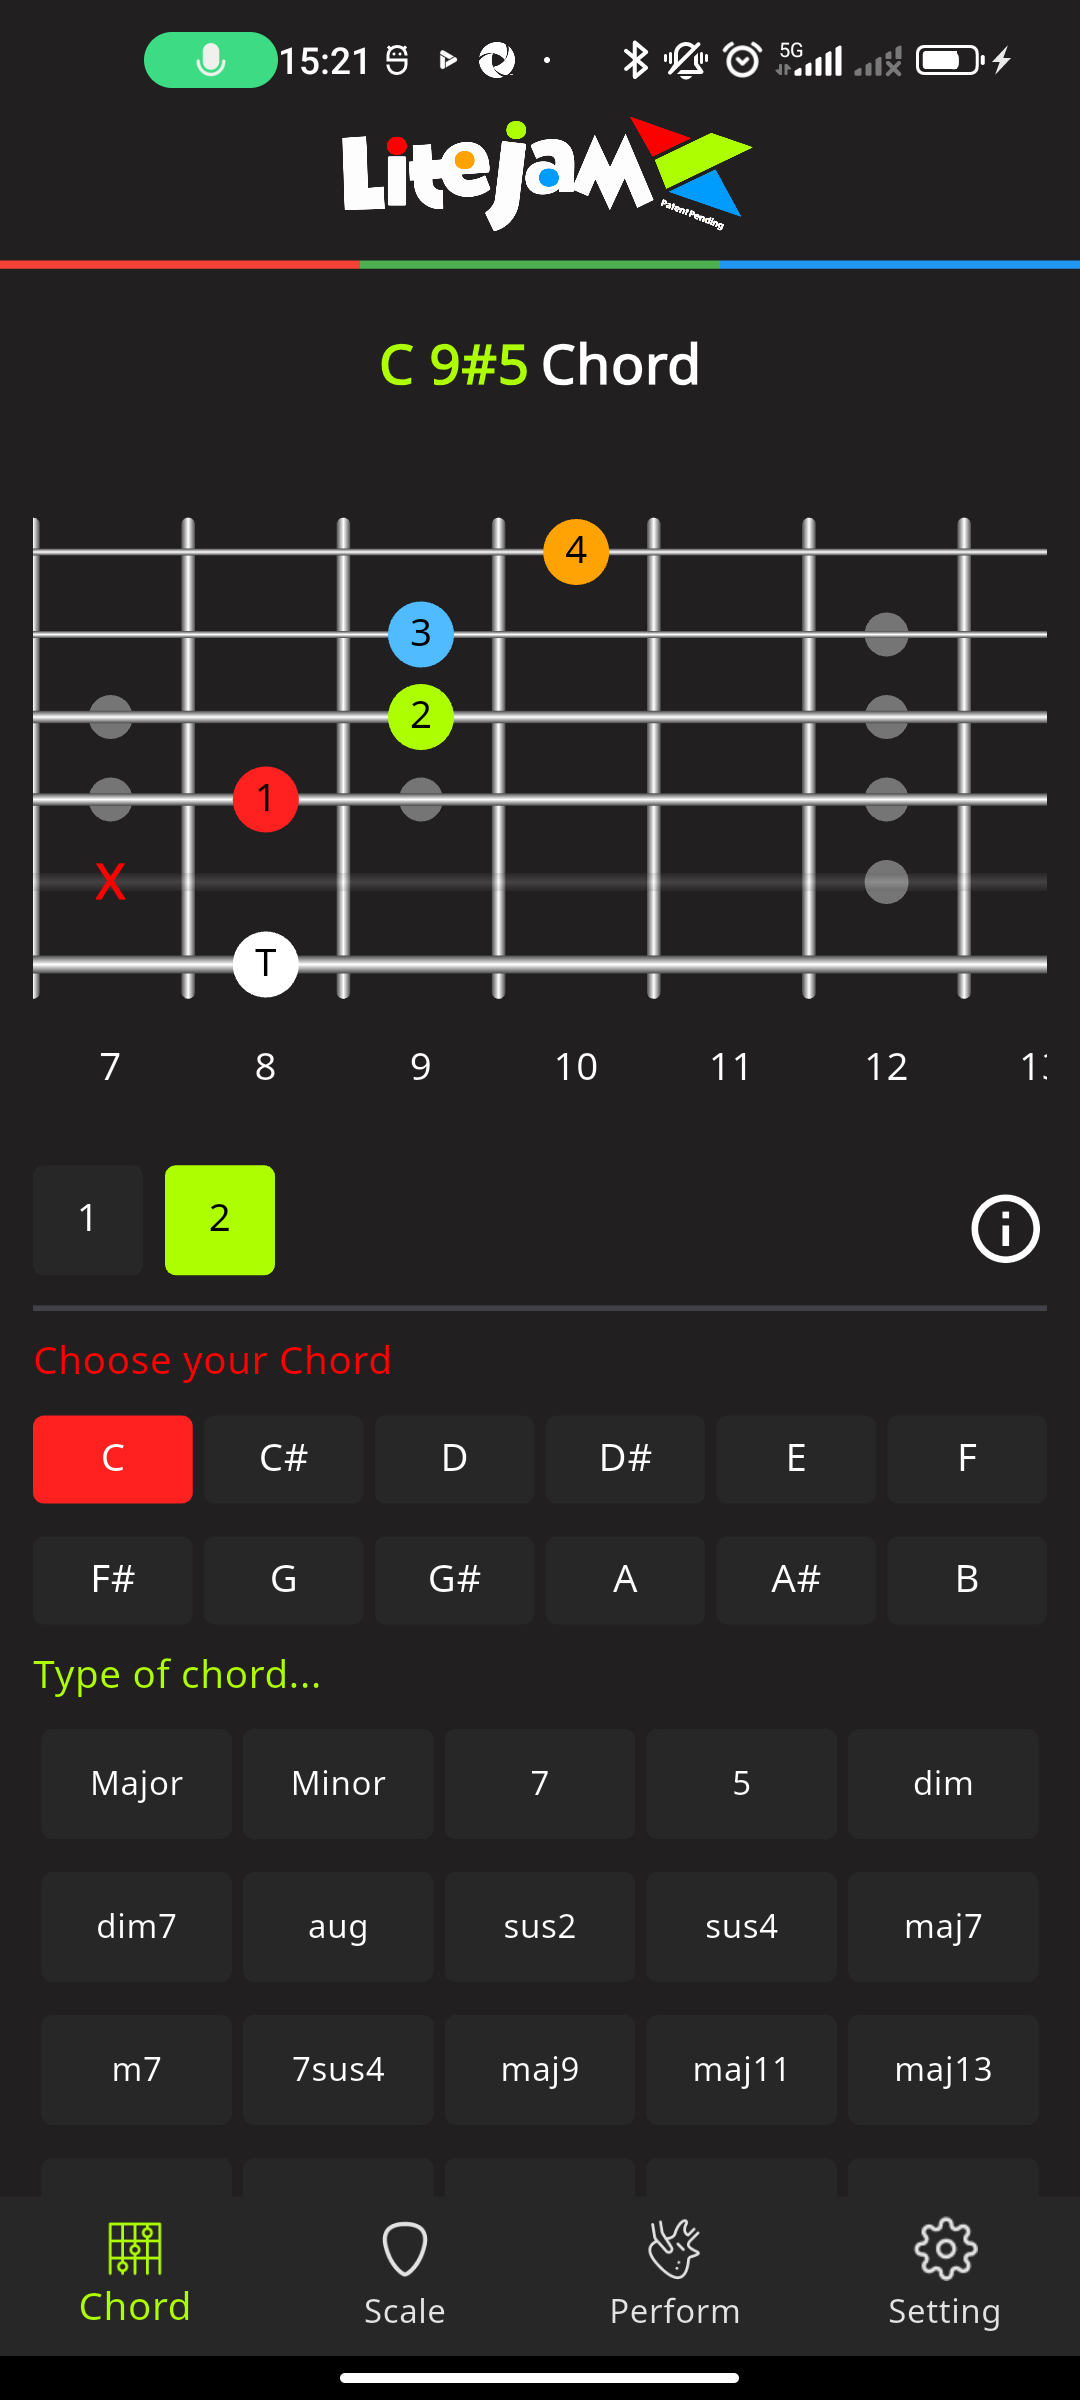 15:21
5G
Litejam
Patent Pending
C 9#5 Chord
4
3
2
1
X
T
7 8 9 10 11 12
1 2
Choose your Chord
C C# D D# E F
F# G G# A A# B
Type of chord...
Major Minor 7 5 dim
dim7 aug sus2 sus4 maj7
m7 7sus4 maj9 maj11 maj13
Chord Scale Perform Setting